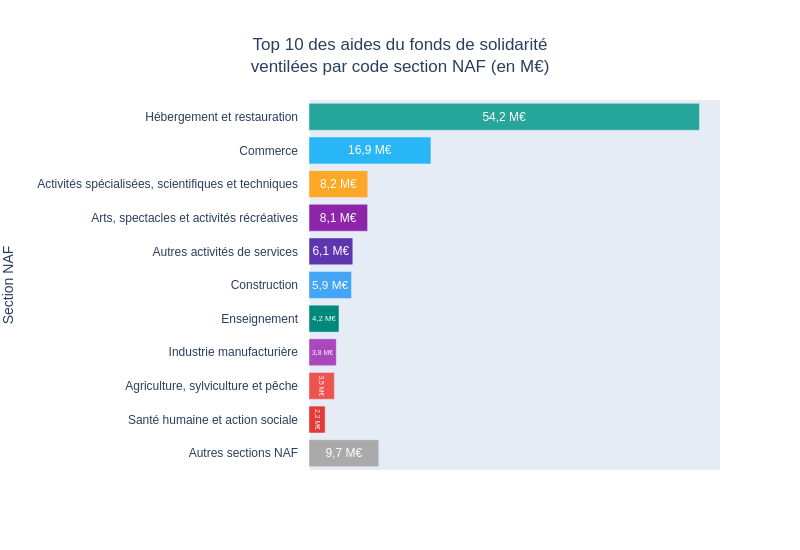 Top 10 des aides du fonds de solidarité
ventilées par code section NAF (en M€)
Section NAF
Hébergement et restauration 54,2 M€
Commerce 16,9 M€
Activités spécialisées, scientifiques et techniques 8,2 M€
Arts, spectacles et activités récréatives 8,1 M€
Autres activités de services 6,1 M€
Construction 5,9 M€
Enseignement 4,2 M€
Industrie manufacturière 3,8 M€
Agriculture, sylviculture et pêche 3,5 M€
Santé humaine et action sociale 2,2 M€
Autres sections NAF 9,7 M€